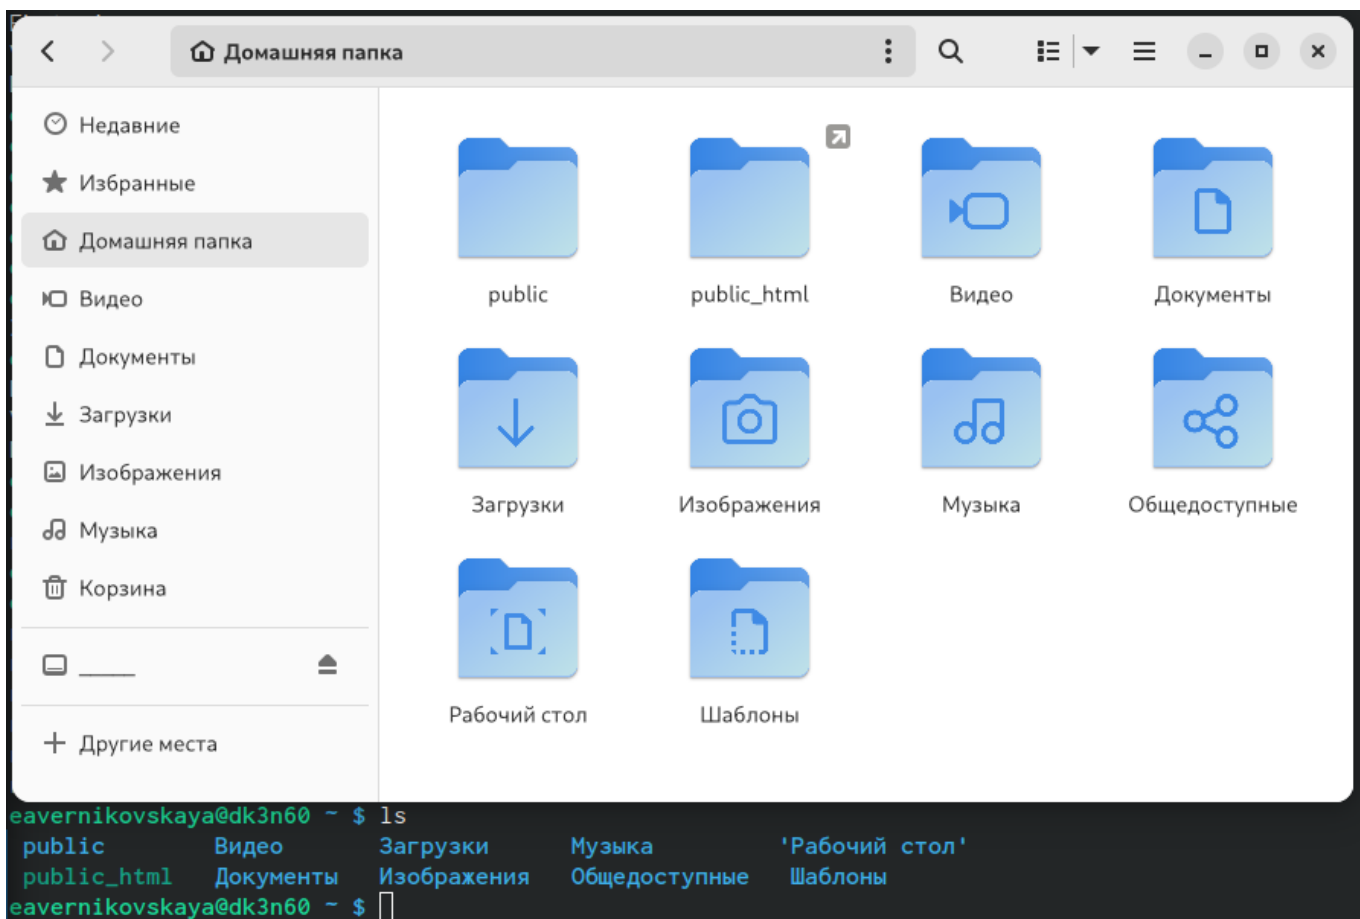 Домашняя папка
Недавние
Избранные
Домашняя папка
Видео
Документы
Загрузки
Изображения
Музыка
Корзина
_____
Другие места
public public_html Видео Документы
Загрузки Изображения Музыка Общедоступные
Рабочий стол Шаблоны
eavernikovskaya@dk3n60 ~ $ ls
public Видео Загрузки Музыка 'Рабочий стол'
public_html Документы Изображения Общедоступные Шаблоны
eavernikovskaya@dk3n60 ~ $